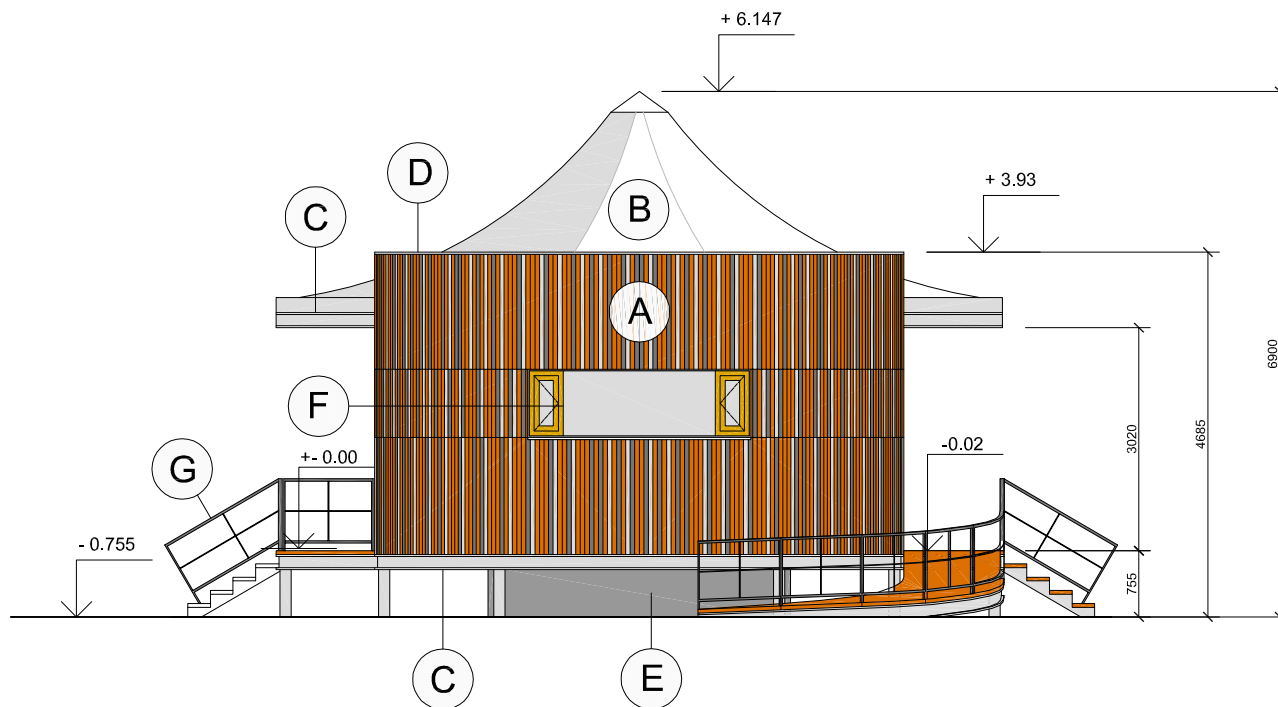 + 6.147
D
+ 3.93
C
B
A
6900
F
3020
4685
-0.02
+- 0.00
G
- 0.755
755
C
E